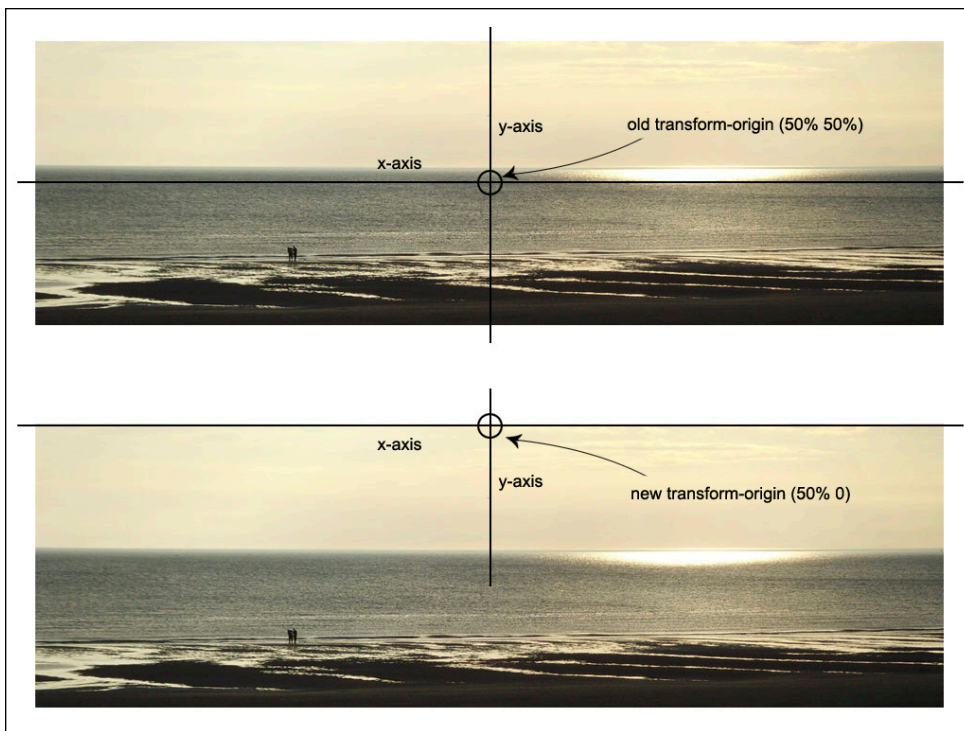 y-axis
old transform-origin (50% 50%)
x-axis
x-axis
y-axis
new transform-origin (50% 0)